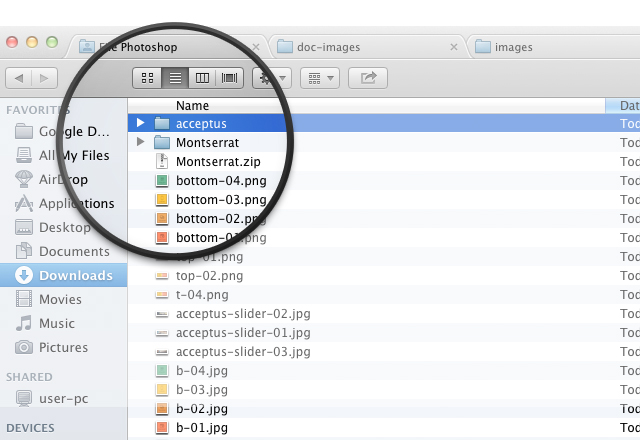 File Photoshop
doc-images
images
FAVORITES
Google D...
All My Files
AirDrop
Applications
Desktop
Documents
Downloads
Movies
Music
Pictures
SHARED
user-pc
DEVICES
Name
Dat
acceptus
Tod
Montserrat
Tod
Montserrat.zip
Tod
bottom-04.png
Tod
bottom-03.png
Tod
bottom-02.png
Tod
bottom-01.png
Tod
top-01.png
Tod
top-02.png
Tod
t-04.png
Tod
acceptus-slider-02.jpg
Tod
acceptus-slider-01.jpg
Tod
acceptus-slider-03.jpg
Tod
b-04.jpg
Tod
b-03.jpg
Tod
b-02.jpg
Tod
b-01.jpg
Tod